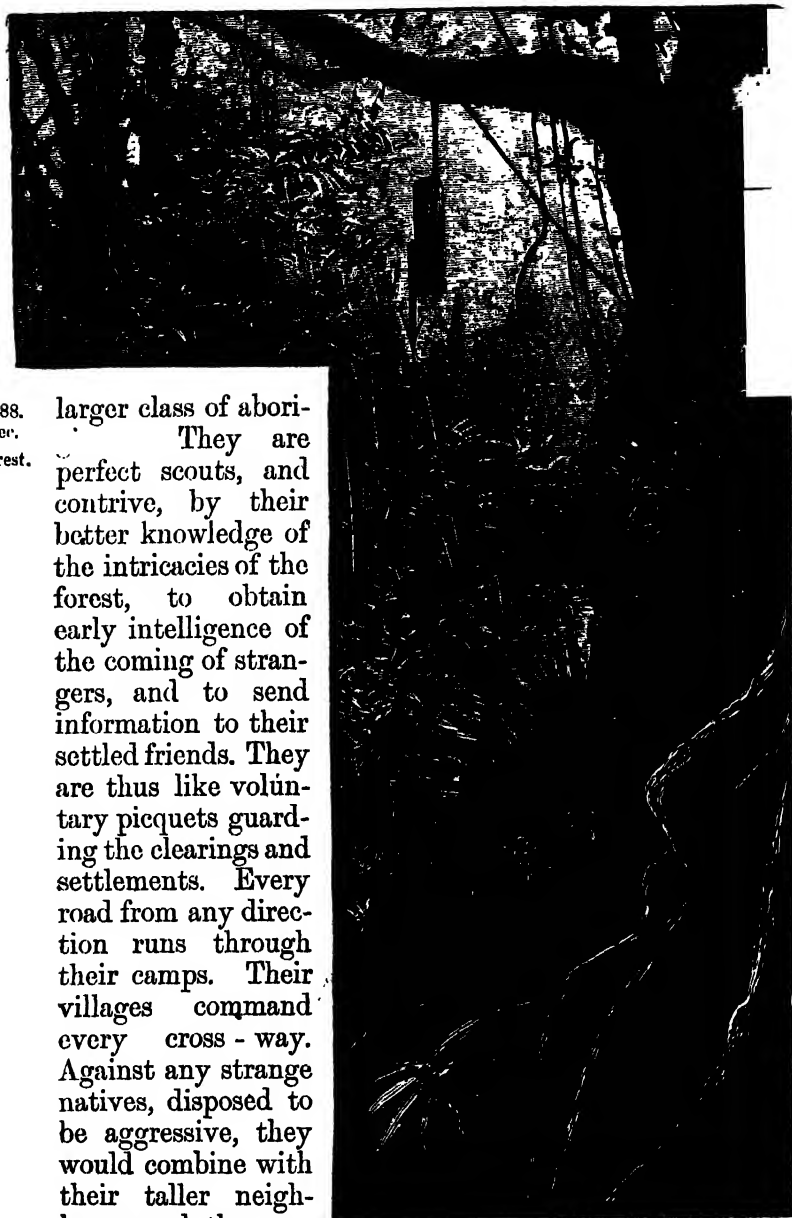 88.
er.
rest.
larger class of abori-
They are
perfect scouts, and
contrive, by their
better knowledge of
the intricacies of the
forest, to obtain
early intelligence of
the coming of stran-
gers, and to send
information to their
settled friends. They
are thus like volun-
tary picquets guard-
ing the clearings and
settlements. Every
road from any direc-
tion runs through
their camps. Their
villages command
every cross-way.
Against any strange
natives, disposed to
be aggressive, they
would combine with
their taller neigh-